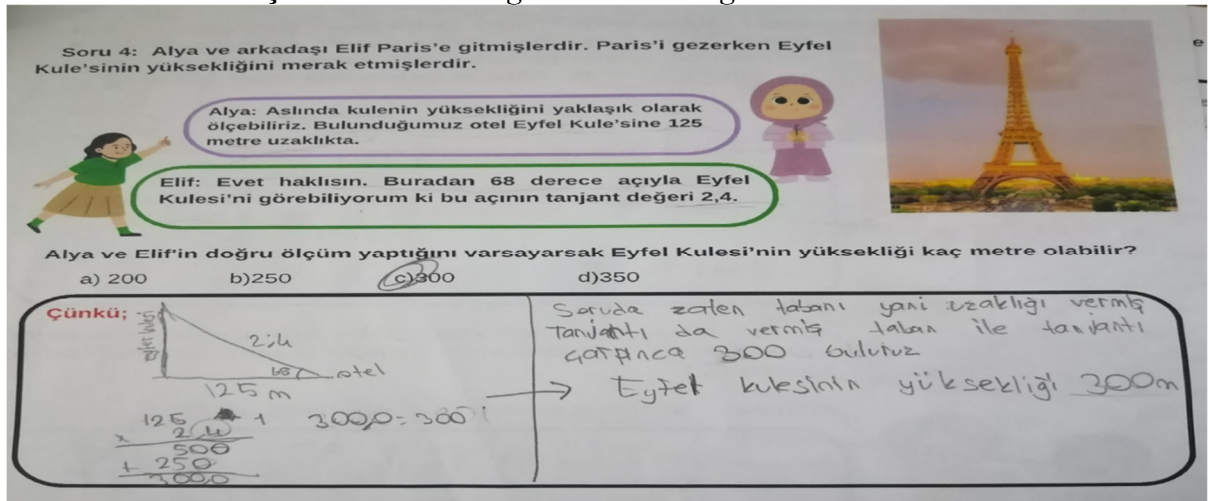 Soru 4: Alya ve arkadaşı Elif Paris'e gitmişlerdir. Paris'i gezerken Eyfel
Kule'sinin yüksekliğini merak etmişlerdir.
Alya: Aslında kulenin yüksekliğini yaklaşık olarak
ölçebiliriz. Bulunduğumuz otel Eyfel Kule'sine 125
metre uzaklıkta.
Elif: Evet haklısın. Buradan 68 derece açıyla Eyfel
Kulesi'ni görebiliyorum ki bu açının tanjant değeri 2,4.
Alya ve Elif'in doğru ölçüm yaptığını varsayarsak Eyfel Kulesi'nin yüksekliği kaç metre olabilir?
a) 200 b)250 c)300 d)350
Çünkü;
2,4
68 otel
125 m
125
x 2,4
500
+ 250
300,0
300,0=300
Soruda zaten tabanı yani uzaklığı vermiş
Tanjantı da vermiş taban ile tanjantı
çarpınca 300 buluruz
→ Eyfel kulesinin yüksekliği 300m